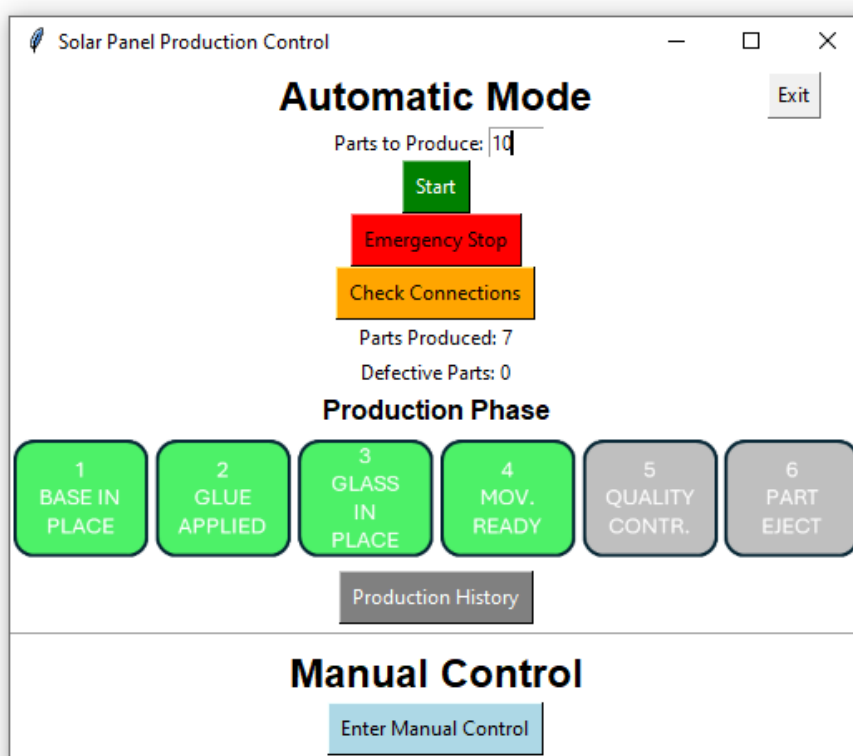 Solar Panel Production Control
Automatic Mode
Exit
Parts to Produce: 10
Start
Emergency Stop
Check Connections
Parts Produced: 7
Defective Parts: 0
Production Phase
1
BASE IN
PLACE
2
GLUE
APPLIED
3
GLASS
IN
PLACE
4
MOV.
READY
5
QUALITY
CONTR.
6
PART
EJECT
Production History
Manual Control
Enter Manual Control